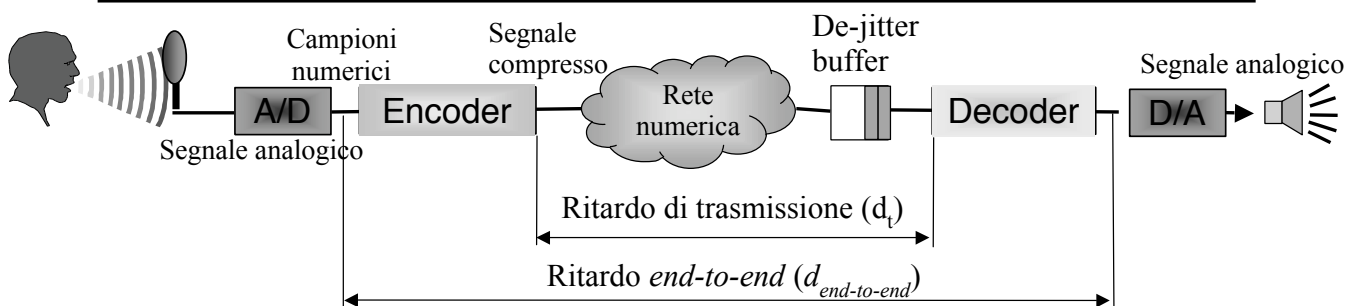 Campioni
numerici
Segnale
compresso
De-jitter
buffer
Segnale analogico
A/D
Encoder
Rete
numerica
Decoder
D/A
Segnale analogico
Ritardo di trasmissione (dt)
Ritardo end-to-end (dend-to-end)